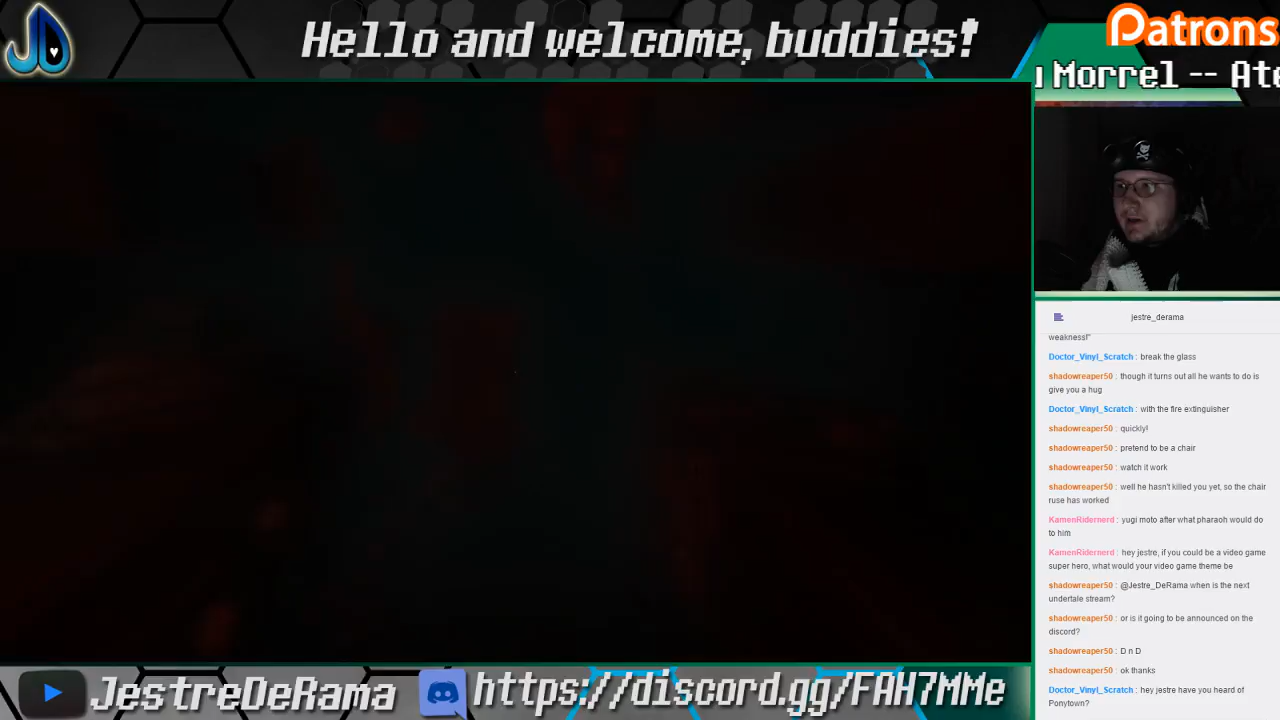 Hello and welcome, buddies!
Patrons
Morrel -- Ate
jestre_derama
weakness!"
Doctor_Vinyl_Scratch : break the glass
shadowreaper50 : though it turns out all he wants to do is
give you a hug
Doctor_Vinyl_Scratch : with the fire extinguisher
shadowreaper50 : quickly!
shadowreaper50 : pretend to be a chair
shadowreaper50 : watch it work
shadowreaper50 : well he hasn't killed you yet, so the chair
ruse has worked
KamenRidernerd : yugi moto after what pharaoh would do
to him
KamenRidernerd : hey jestre, if you could be a video game
super hero, what would your video game theme be
shadowreaper50 : @Jestre_DeRama when is the next
undertale stream?
shadowreaper50 : or is it going to be announced on the
discord?
shadowreaper50 : D n D
shadowreaper50 : ok thanks
Doctor_Vinyl_Scratch : hey jestre have you heard of
Ponytown?
JestreDeRama
https://discord.gg/FAH7MMe
JD